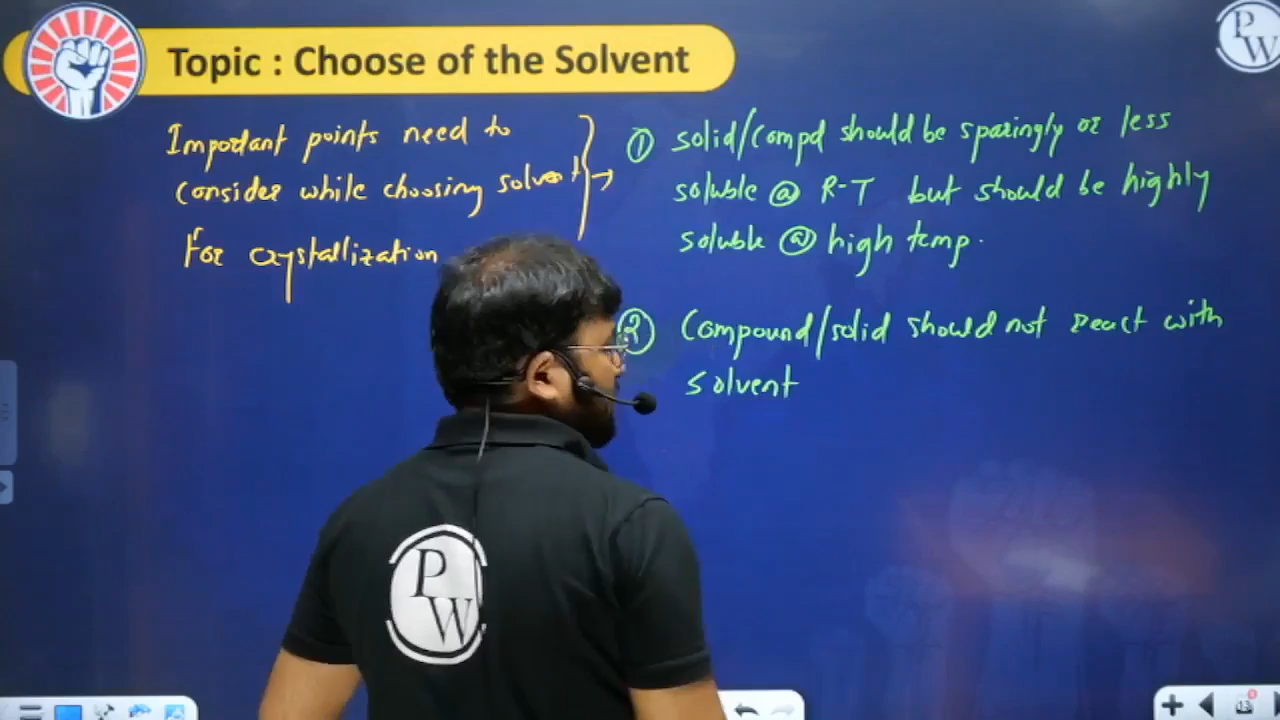 Topic : Choose of the Solvent
PW
Important points need to
Consider while choosing solvent
For crystallization
① solid/compd should be sparingly or less
soluble @ R-T but should be highly
soluble @ high temp.
② Compound/solid should not react with
solvent
PW
13